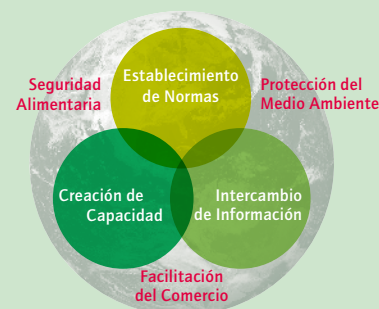 Establecimiento
de Normas
Seguridad
Alimentaria
Protección del
Medio Ambiente
Creación de
Capacidad
Intercambio
de Información
Facilitación
del Comercio